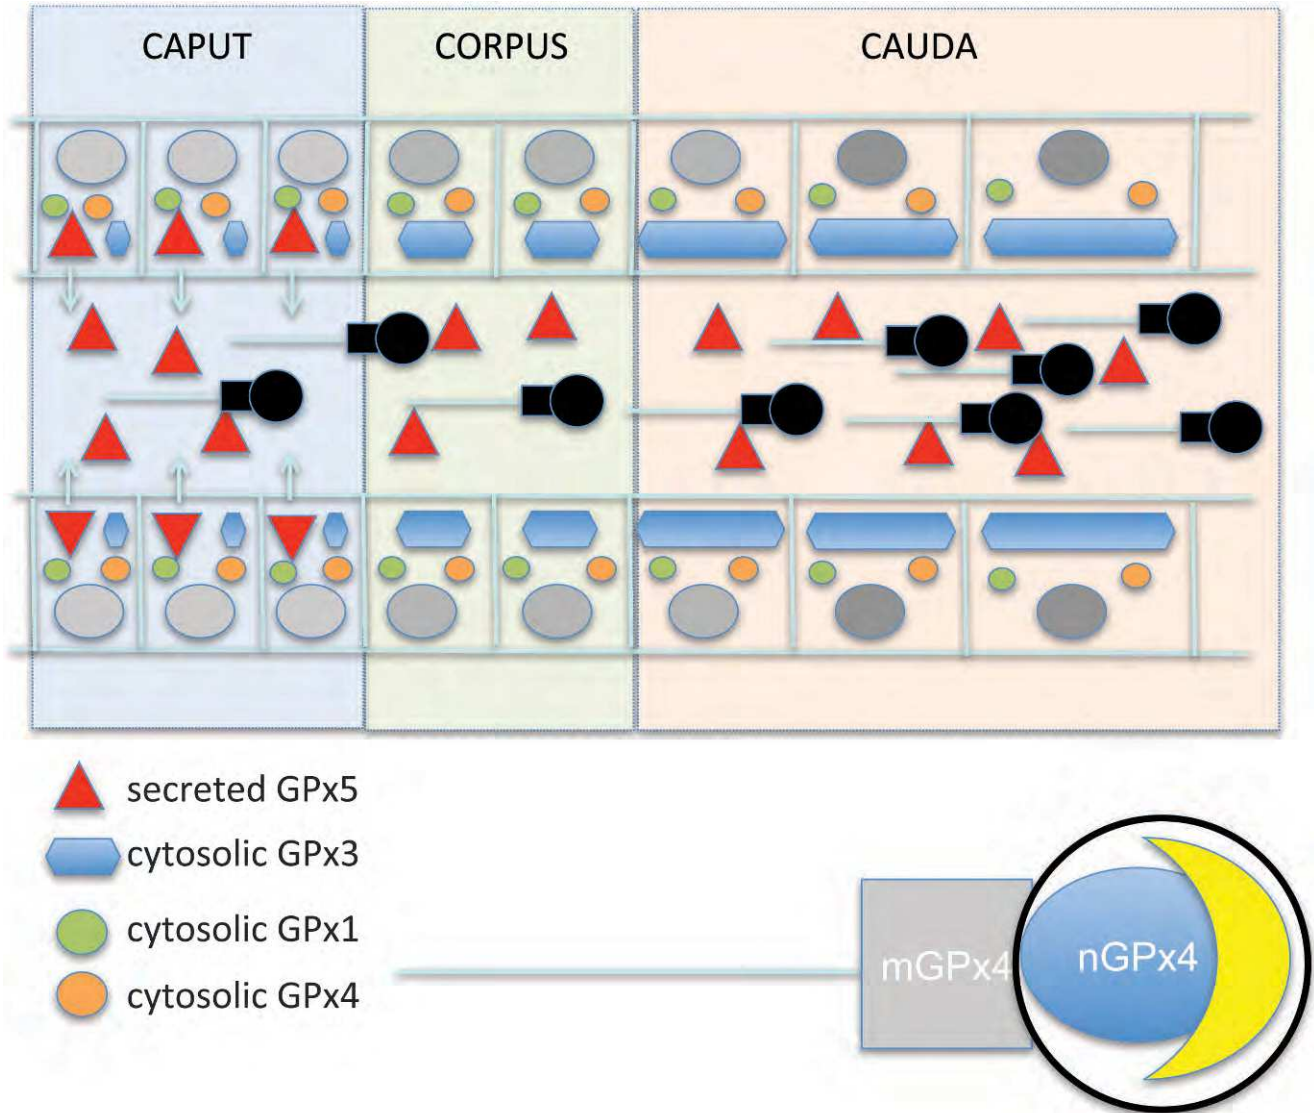 CAPUT
CORPUS
CAUDA
secreted GPx5
cytosolic GPx3
cytosolic GPx1
cytosolic GPx4
mGPx4
nGPx4